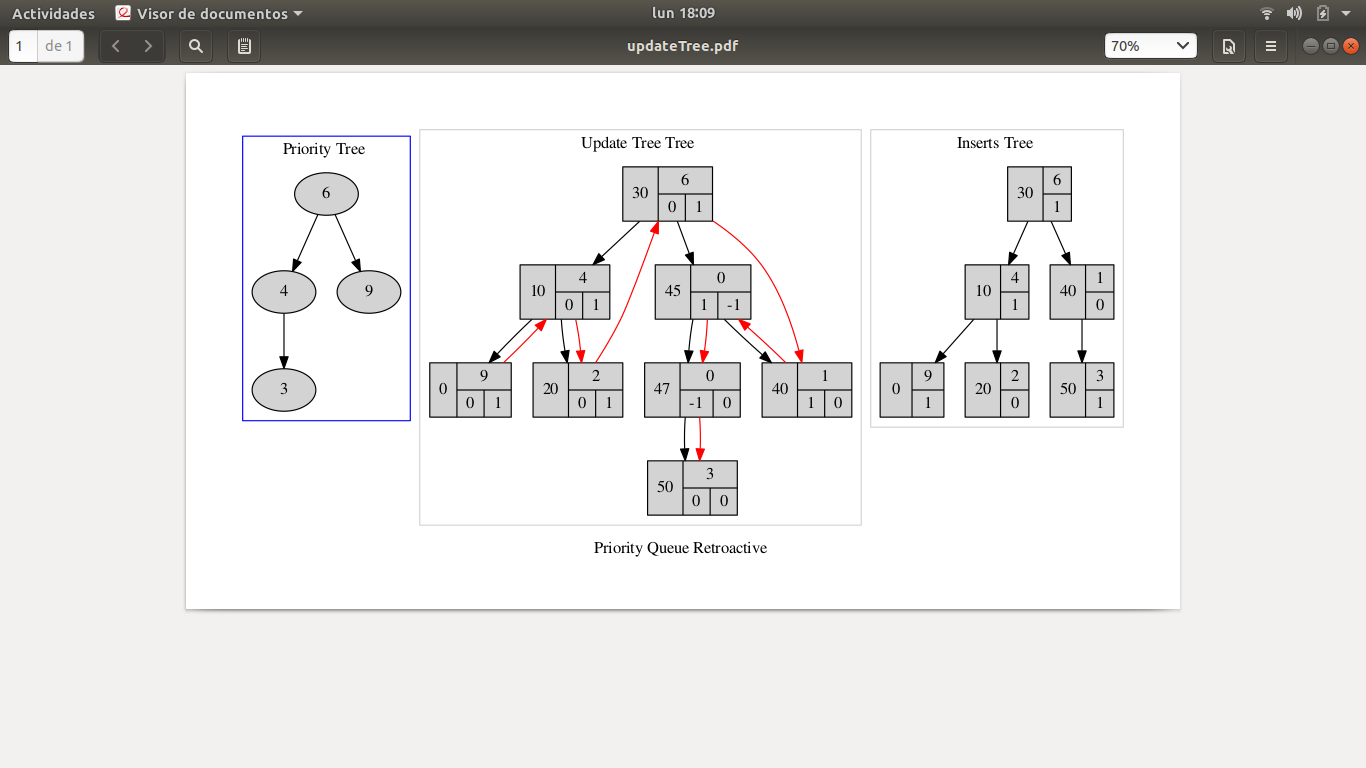 Actividades Visor de documentos lun 18:09
1 de 1 updateTree.pdf 70%
Priority Tree
6
4 9
3
Update Tree Tree
30 6 0 1
10 4 0 1
45 0 1 -1
0 9 0 1
20 2 0 1
47 0 -1 0
40 1 1 0
50 3 0 0
Inserts Tree
30 6 1
10 4 1
40 1 0
0 9 1
20 2 0
50 3 1
Priority Queue Retroactive